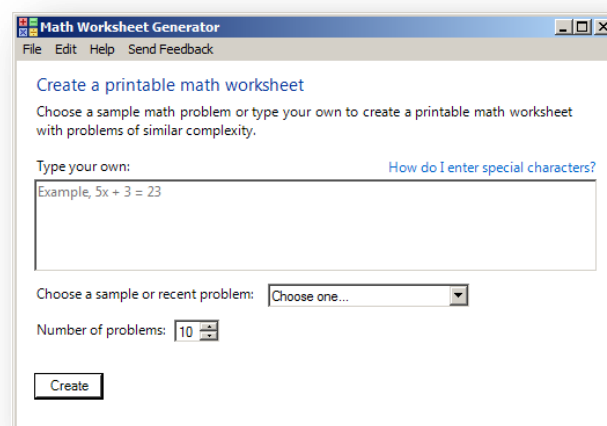 Math Worksheet Generator
File Edit Help Send Feedback
Create a printable math worksheet
Choose a sample math problem or type your own to create a printable math worksheet
with problems of similar complexity.
Type your own: How do I enter special characters?
Example, 5x + 3 = 23
Choose a sample or recent problem: Choose one...
Number of problems: 10
Create